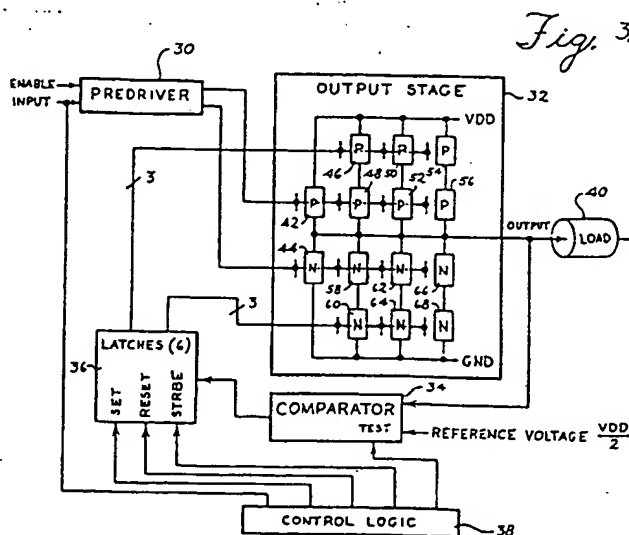 Fig. 3
30
ENABLE
INPUT
PREDRIVER
OUTPUT STAGE
32
VDD
P P P
46 50 54
3
48 52 56
P P P P
42
OUTPUT
40
LOAD
44
N N N N
58 62 66
3
60 64 68
N N N
GND
36
LATCHES (6)
SET
RESET
STRBE
34
COMPARATOR
TEST
REFERENCE VOLTAGE VDD
2
CONTROL LOGIC
38